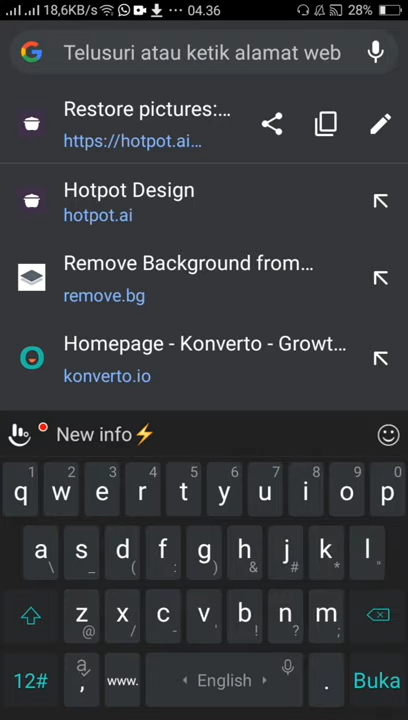 18,6KB/s ... 04.36 28%
Telusuri atau ketik alamat web
Restore pictures:...
https://hotpot.ai...
Hotpot Design
hotpot.ai
Remove Background from...
remove.bg
Homepage - Konverto - Growt...
konverto.io
New info⚡
1 2 3 4 5 6 7 8 9 0
q w e r t y u i o p
a s d f g h j k l
\ _ ( : ) & # * "
z x c v b n m
@ / - ' ! ? ;
12# a , www. English . Buka